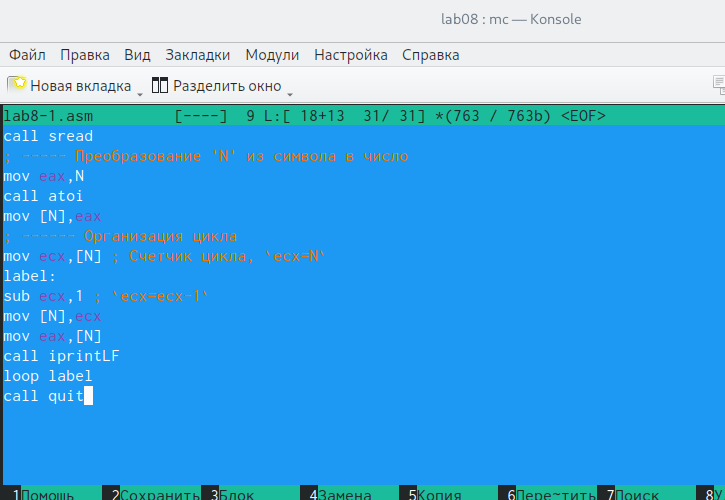 lab08 : mc — Konsole
Файл Правка Вид Закладки Модули Настройка Справка
Новая вкладка Разделить окно
lab8-1.asm [----] 9 L:[ 18+13 31/ 31] *(763 / 763b) <EOF>
call sread
; ----- Преобразование 'N' из символа в число
mov eax,N
call atoi
mov [N],eax
; ------ Организация цикла
mov ecx,[N] ; Счетчик цикла, `ecx=N`
label:
sub ecx,1 ; `ecx=ecx-1`
mov [N],ecx
mov eax,[N]
call iprintLF
loop label
call quit
1Помощь 2Сохранить 3Блок 4Замена 5Копия 6Пере~тить 7Поиск 8У